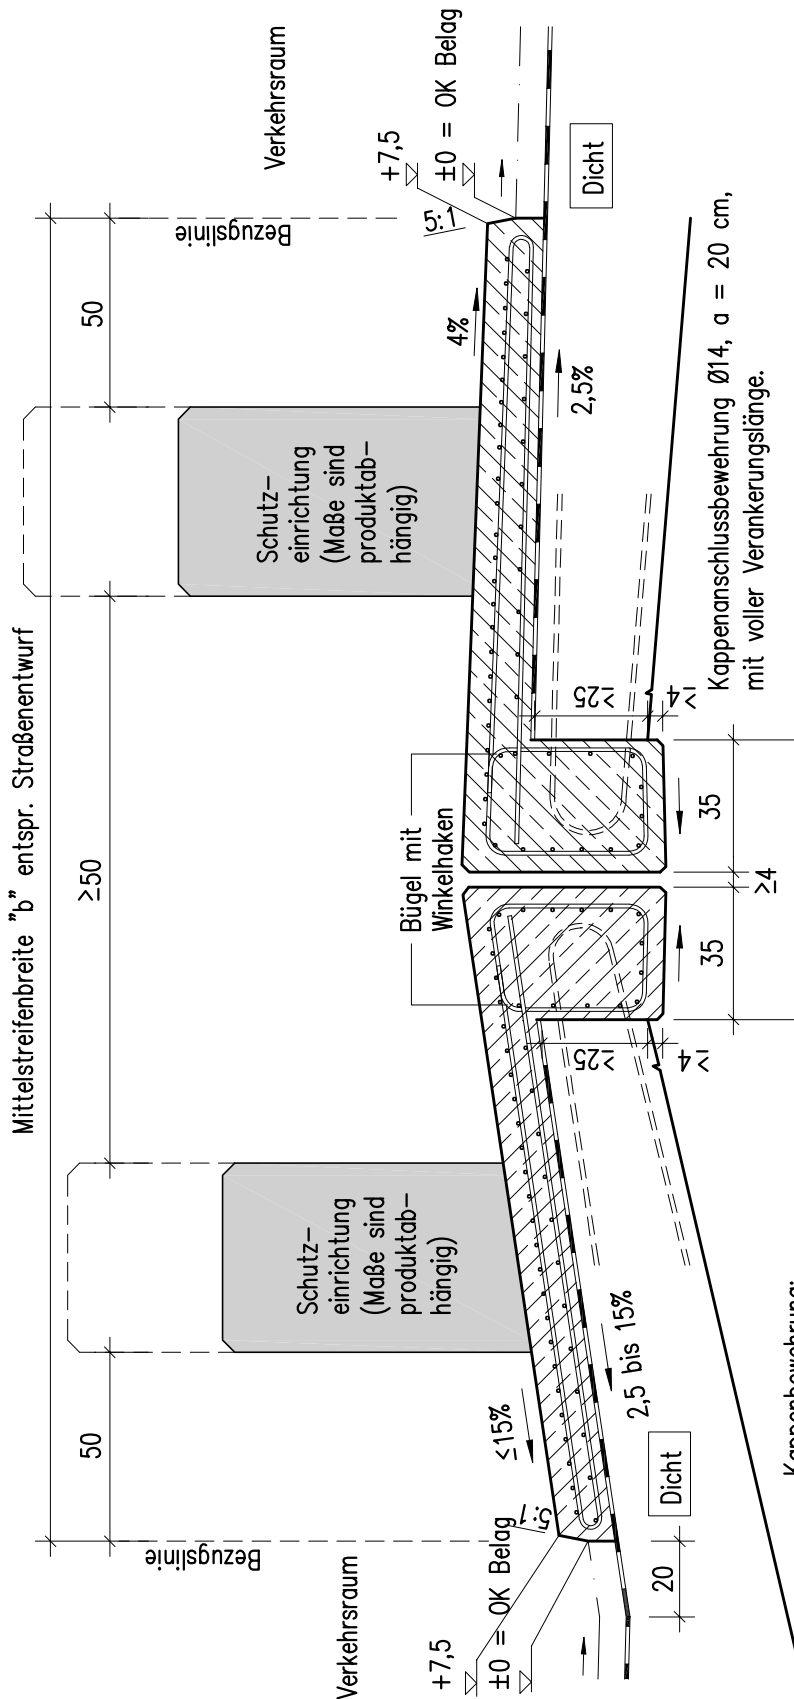 Mittelstreifenbreite "b" entspr. Straßenentwurf
50
≥50
50
Bezugslinie
Bezugslinie
Verkehrsraum
Verkehrsraum
Schutz-
einrichtung
(Maße sind
produktab-
hängig)
Schutz-
einrichtung
(Maße sind
produktab-
hängig)
+7,5
±0 = OK Belag
5:1
≤15%
Bügel mit
Winkelhaken
4%
5:1
+7,5
±0 = OK Belag
2,5 bis 15%
2,5%
Dicht
Dicht
20
≥25
≥4
≥25
≥4
35
35
≥4
Kappenanschlussbewehrung Ø14, a = 20 cm,
mit voller Verankerungslänge.
Kappenbewehrung: